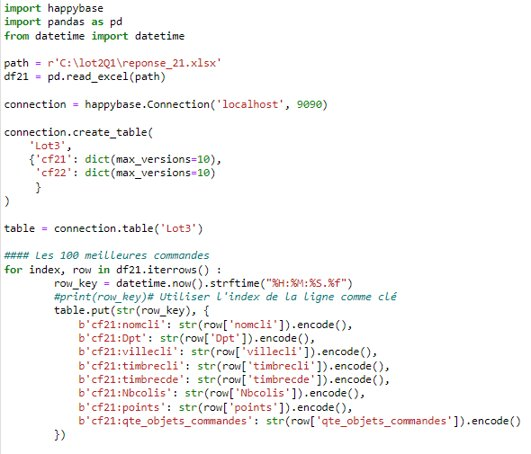 import happybase
import pandas as pd
from datetime import datetime

path = r'C:\lot2Q1\reponse_21.xlsx'
df21 = pd.read_excel(path)

connection = happybase.Connection('localhost', 9090)

connection.create_table(
    'Lot3',
    {'cf21': dict(max_versions=10),
     'cf22': dict(max_versions=10)
     }
)

table = connection.table('Lot3')

#### Les 100 meilleures commandes
for index, row in df21.iterrows() :
        row_key = datetime.now().strftime("%H:%M:%S.%f")
        #print(row_key)# Utiliser l'index de la ligne comme clé
        table.put(str(row_key), {
            b'cf21:nomcli': str(row['nomcli']).encode(),
            b'cf21:Dpt': str(row['Dpt']).encode(),
            b'cf21:villecli': str(row['villecli']).encode(),
            b'cf21:timbrecli': str(row['timbrecli']).encode(),
            b'cf21:timbrecde': str(row['timbrecde']).encode(),
            b'cf21:Nbcolis': str(row['Nbcolis']).encode(),
            b'cf21:points': str(row['points']).encode(),
            b'cf21:qte_objets_commandes': str(row['qte_objets_commandes']).encode()
        })